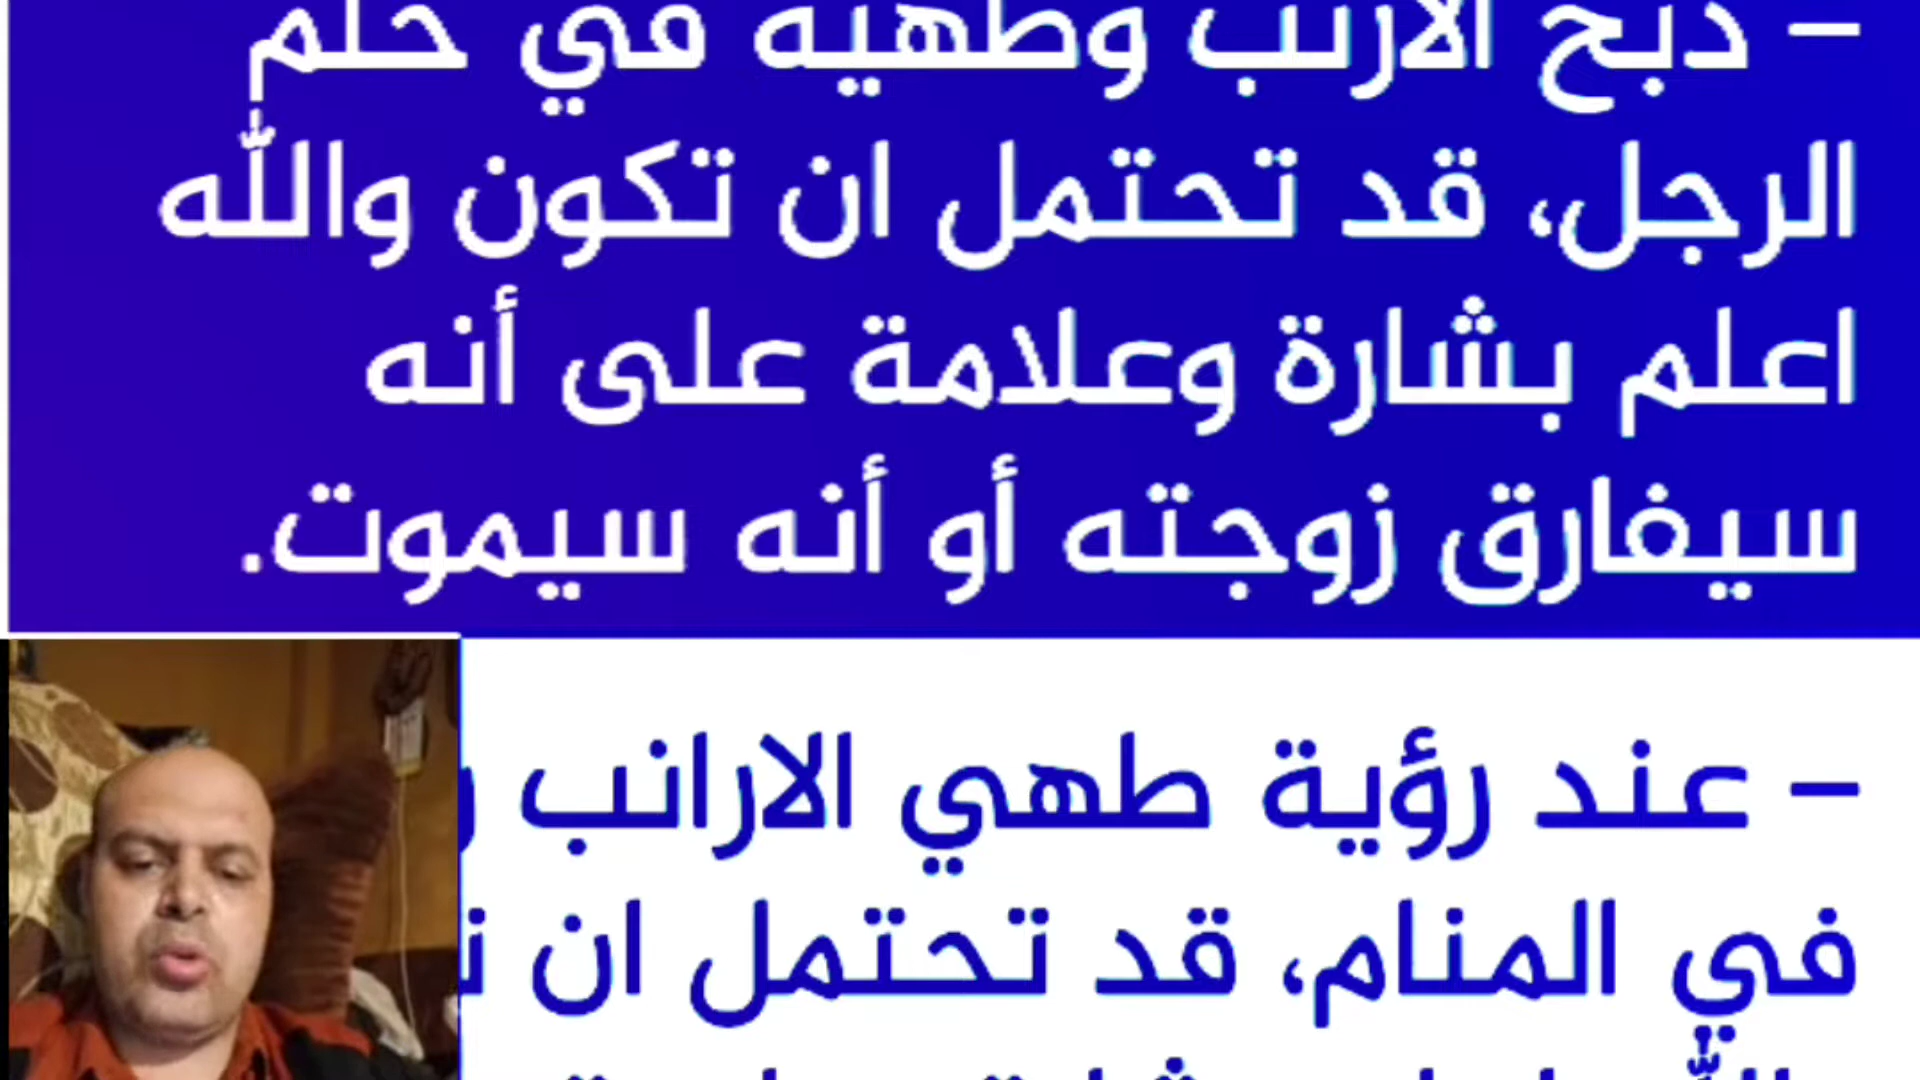 – ذبح الارنب وطهيه في حلم
الرجل، قد تحتمل ان تكون والله
اعلم بشارة وعلامة على أنه
سيفارق زوجته أو أنه سيموت.
– عند رؤية طهي الارانب
في المنام، قد تحتمل ان